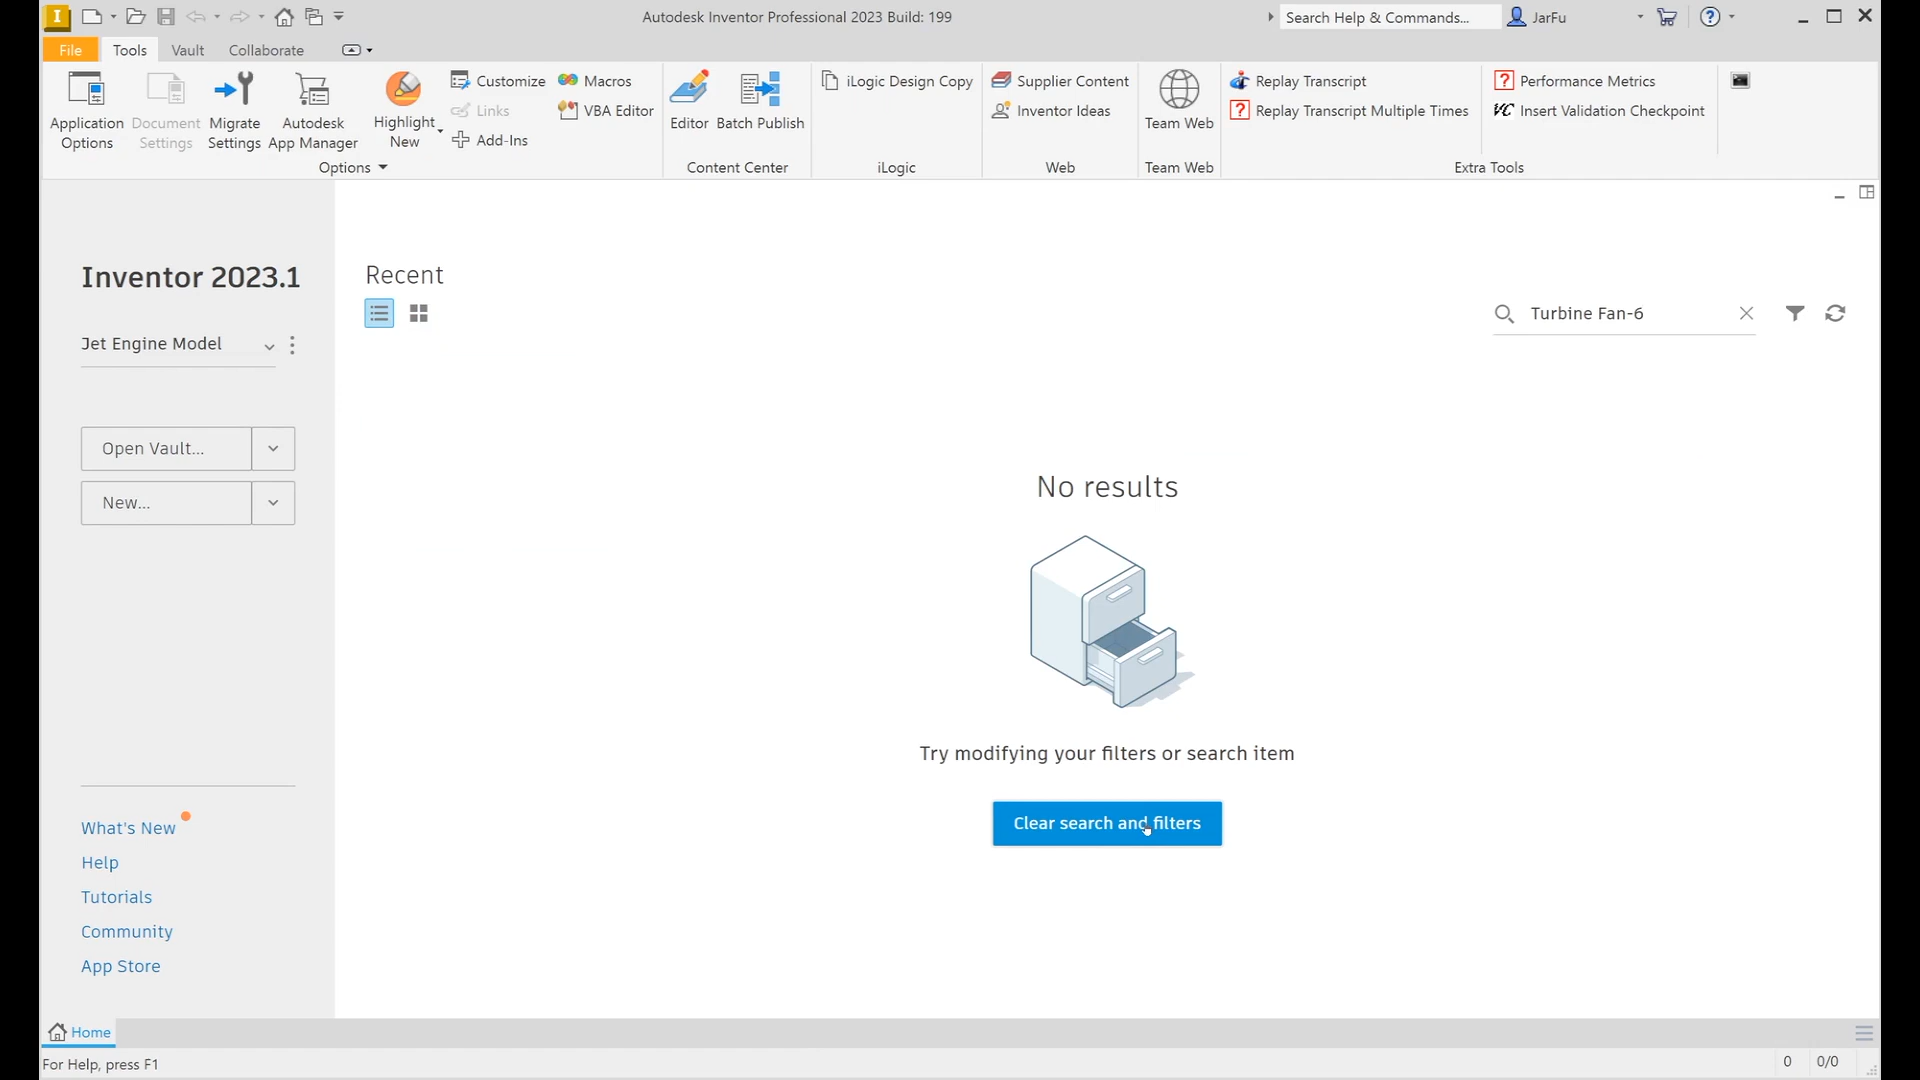 Autodesk Inventor Professional 2023 Build: 199
Search Help & Commands...
JarFu
File
Tools
Vault
Collaborate
Application Options
Document Settings
Migrate Settings
Autodesk App Manager
Highlight New
Customize
Links
Add-Ins
Macros
VBA Editor
Options
Editor
Batch Publish
Content Center
iLogic Design Copy
iLogic
Supplier Content
Inventor Ideas
Web
Team Web
Team Web
Replay Transcript
Replay Transcript Multiple Times
Performance Metrics
Insert Validation Checkpoint
Extra Tools
Inventor 2023.1
Jet Engine Model
Open Vault...
New...
What's New
Help
Tutorials
Community
App Store
Recent
Turbine Fan-6
No results
Try modifying your filters or search item
Clear search and filters
Home
For Help, press F1
0
0/0